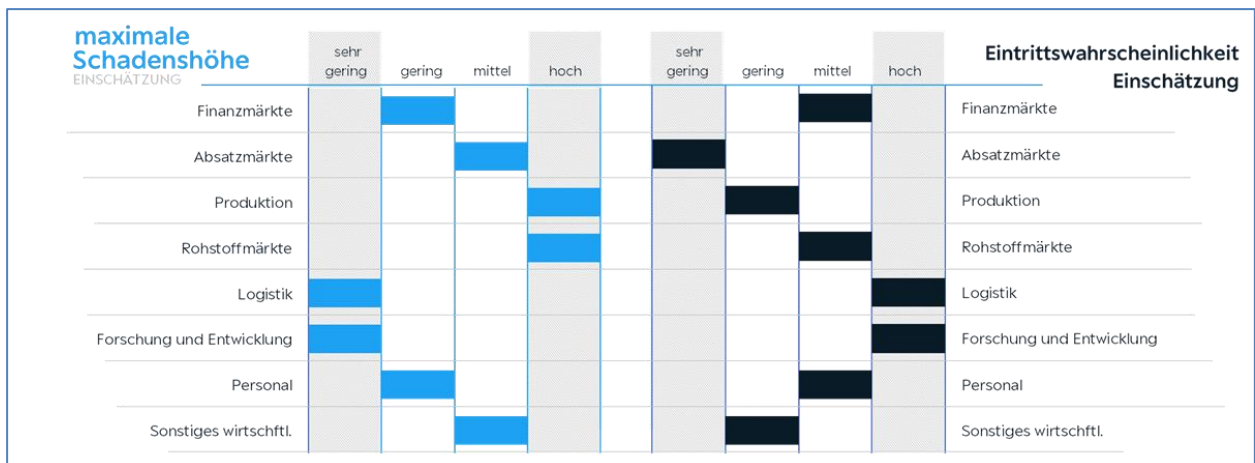 maximale
Schadenshöhe
EINSCHÄTZUNG
sehr
gering
gering
mittel
hoch
sehr
gering
gering
mittel
hoch
Eintrittswahrscheinlichkeit
Einschätzung
Finanzmärkte
Finanzmärkte
Absatzmärkte
Absatzmärkte
Produktion
Produktion
Rohstoffmärkte
Rohstoffmärkte
Logistik
Logistik
Forschung und Entwicklung
Forschung und Entwicklung
Personal
Personal
Sonstiges wirtschftl.
Sonstiges wirtschftl.